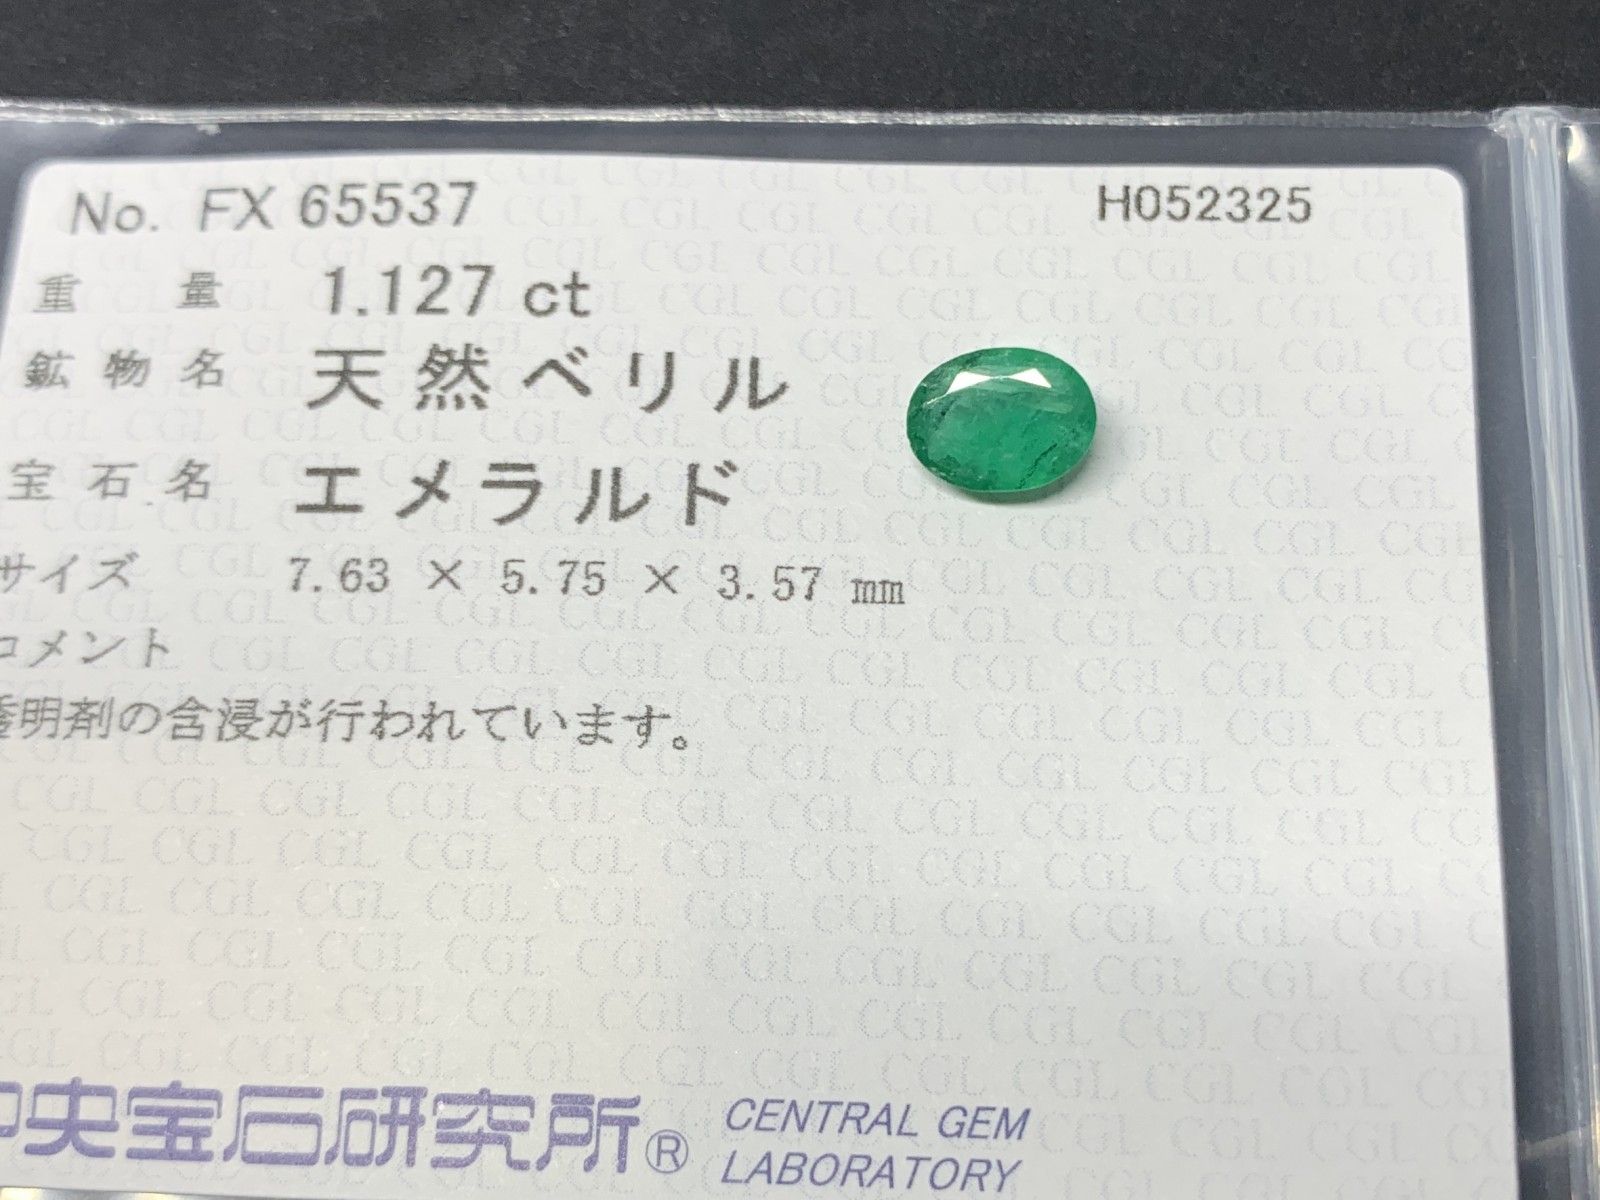 No. FX 65537 H052325
重量 1.127 ct
鉱物名 天然ベリル
宝石名 エメラルド
サイズ 7.63 × 5.75 × 3.57 mm
コメント
透明剤の含浸が行われています。
中央宝石研究所® CENTRAL GEM
LABORATORY